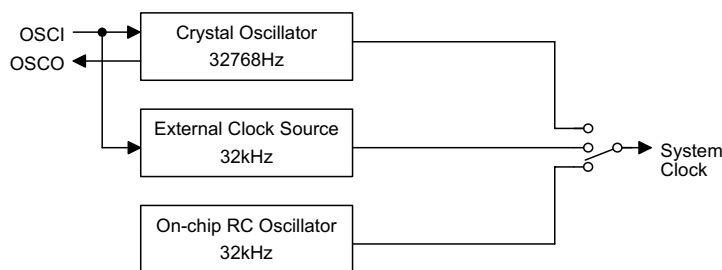 OSCI
OSCO
Crystal Oscillator
32768Hz
External Clock Source
32kHz
On-chip RC Oscillator
32kHz
System
Clock